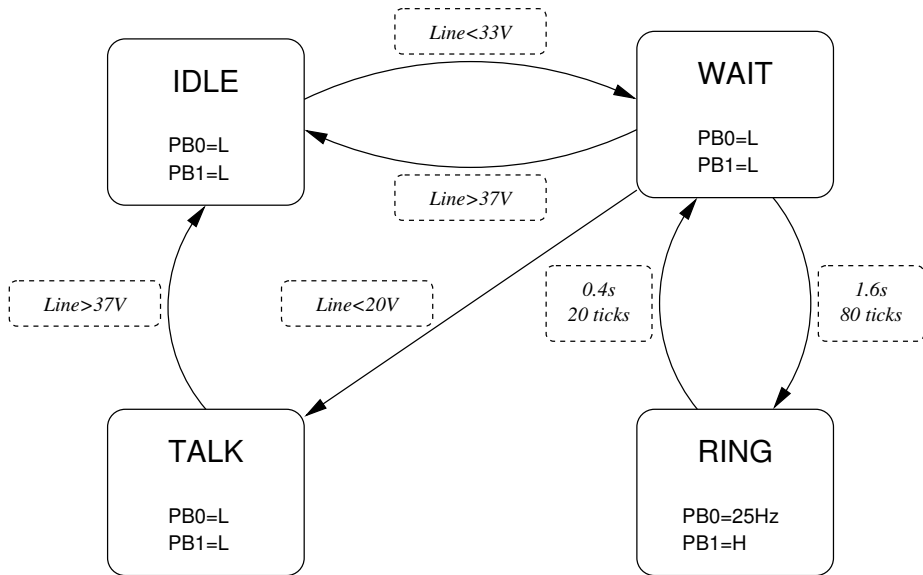 Line<33V
IDLE
PB0=L
PB1=L
WAIT
PB0=L
PB1=L
Line>37V
Line>37V
Line<20V
0.4s
20 ticks
1.6s
80 ticks
TALK
PB0=L
PB1=L
RING
PB0=25Hz
PB1=H